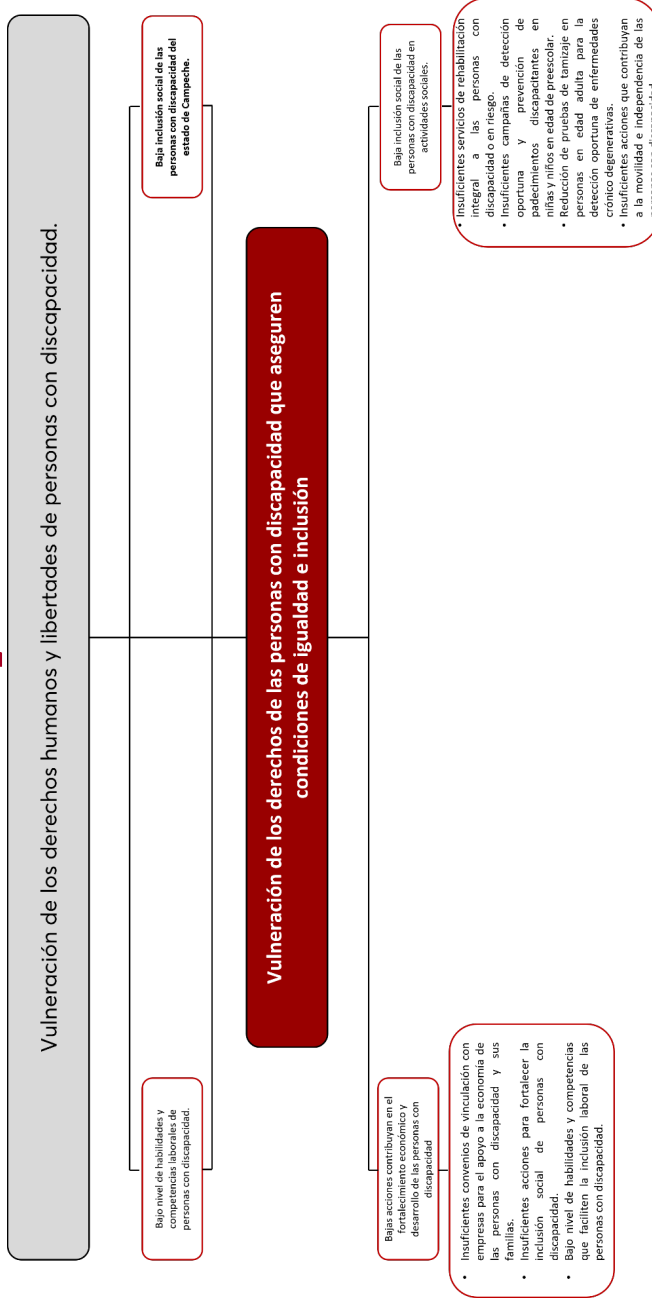 Vulneración de los derechos humanos y libertades de personas con discapacidad.
Bajo nivel de habilidades y
competencias laborales de
personas con discapacidad.
Baja inclusión social de las
personas con discapacidad del
estado de Campeche.
Vulneración de los derechos de las personas con discapacidad que aseguren
condiciones de igualdad e inclusión
Bajas acciones contribuyan en el
fortalecimiento económico y
desarrollo de las personas con
discapacidad
Baja inclusión social de las
personas con discapacidad en
actividades sociales.
• Insuficientes convenios de vinculación con
empresas para el apoyo a la economía de
las personas con discapacidad y sus
familias.
• Insuficientes acciones para fortalecer la
inclusión social de personas con
discapacidad.
• Bajo nivel de habilidades y competencias
que faciliten la inclusión laboral de las
personas con discapacidad.
• Insuficientes servicios de rehabilitación
integral a las personas con
discapacidad o en riesgo.
• Insuficientes campañas de detección
oportuna y prevención de
padecimientos discapacitantes en
niñas y niños en edad de preescolar.
• Reducción de pruebas de tamizaje en
personas en edad adulta para la
detección oportuna de enfermedades
crónico degenerativas.
• Insuficientes acciones que contribuyan
a la movilidad e independencia de las